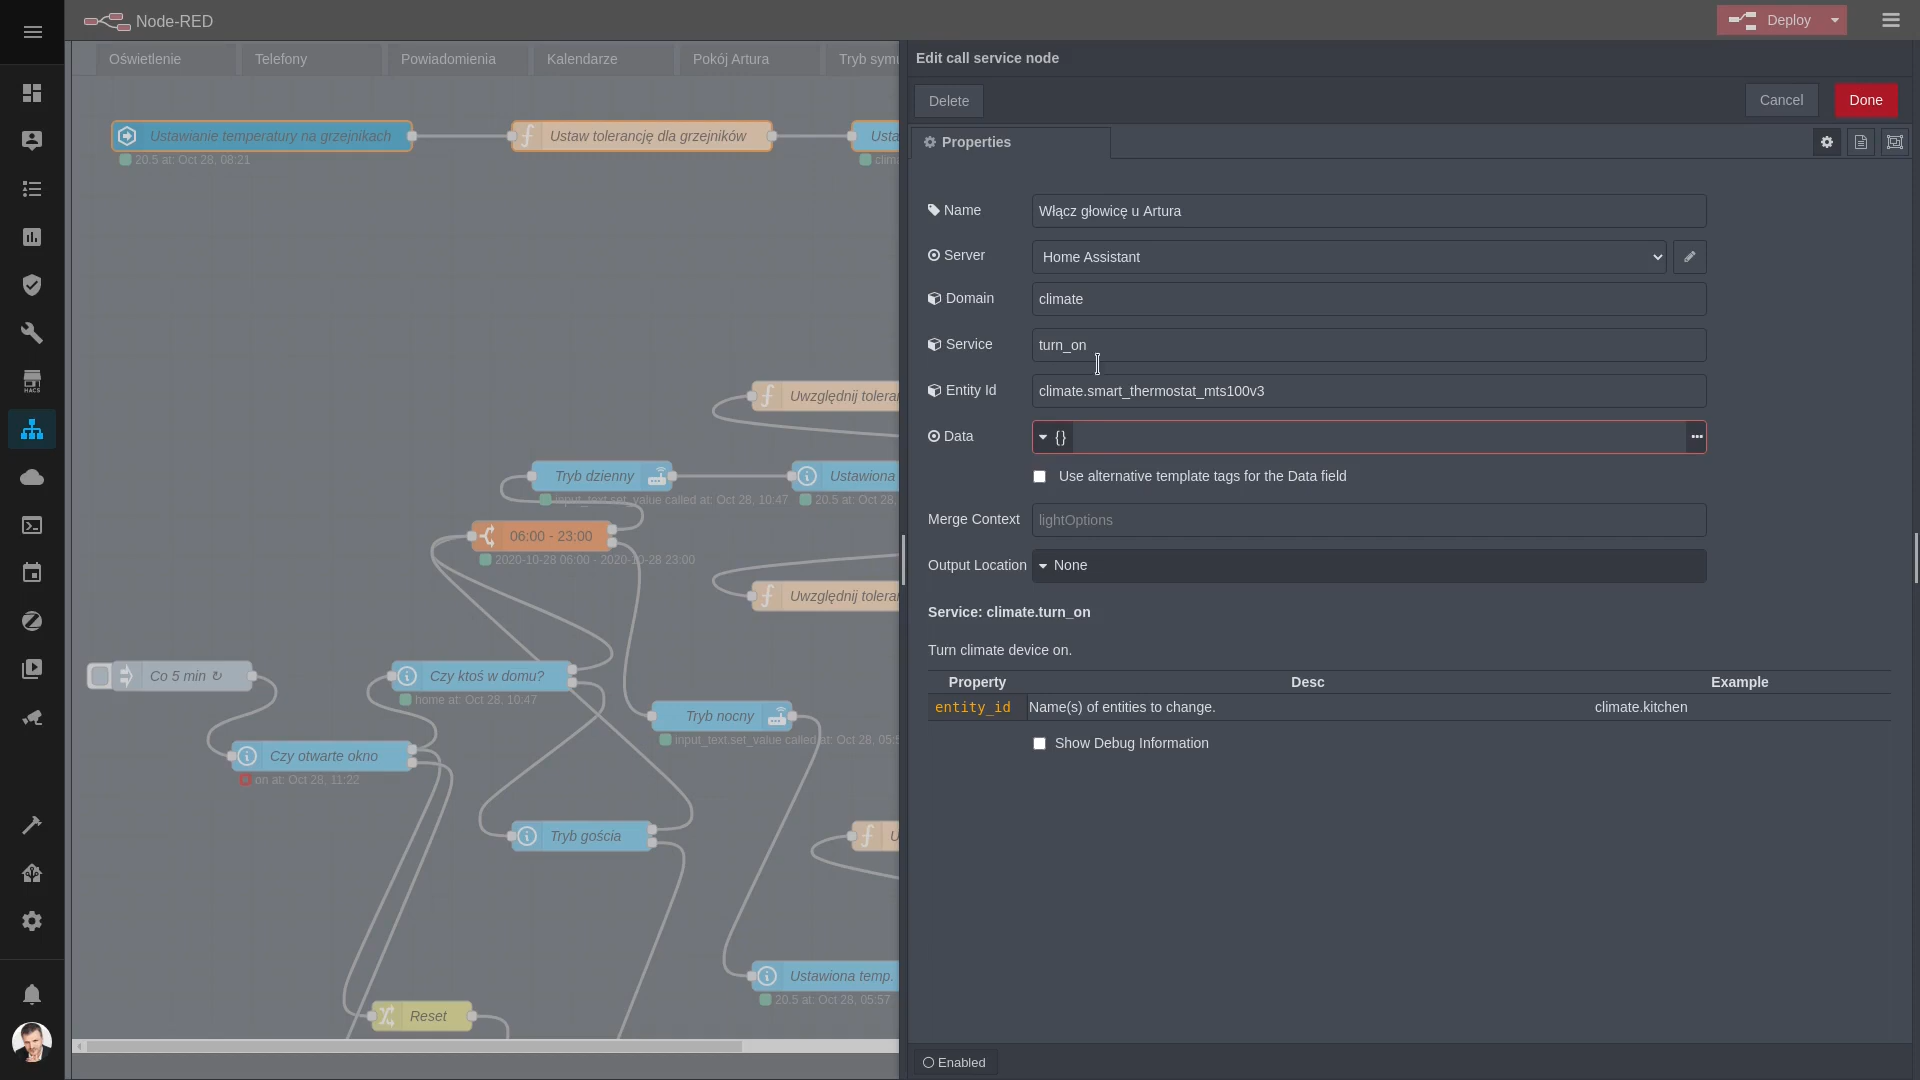 Node-RED
Deploy
Oświetlenie
Telefony
Powiadomienia
Kalendarze
Pokój Artura
Tryb
Edit call service node
Delete
Cancel
Done
Properties
Ustawianie temperatury na grzejnikach
20.5 at: Oct 28, 08:21
Ustaw tolerancję dla grzejników
Name
Włącz głowicę u Artura
Server
Home Assistant
Domain
climate
Service
turn_on
Entity Id
climate.smart_thermostat_mts100v3
Data
{}
Use alternative template tags for the Data field
Merge Context
lightOptions
Output Location
None
Service: climate.turn_on
Turn climate device on.
Property
Desc
Example
entity_id
Name(s) of entities to change.
climate.kitchen
Show Debug Information
Enabled
HACS
Uwzględnij
Tryb dzienny
input_text.set_value called at: Oct 28, 10:47
Ustawiona
20.5 at: Oct 28,
06:00 - 23:00
2020-10-28 06:00 - 2020-10-28 23:00
Uwzględnij
Co 5 min ↻
Czy ktoś w domu?
home at: Oct 28, 10:47
Tryb nocny
input_text.set_value called at: Oct 28,
Czy otwarte okno
on at: Oct 28, 11:22
Tryb gościa
Ustawiona temp.
20.5 at: Oct 28, 05:57
Reset